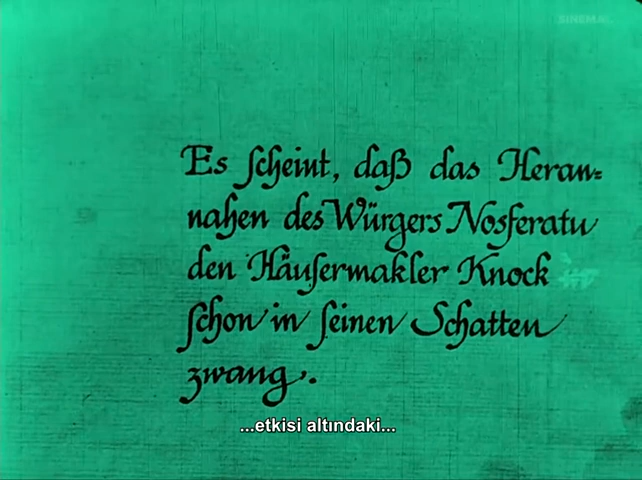 SINEMA
Es scheint, daß das Heran=
nahen des Würgers Nosferatu
den Häusermakler Knock
schon in seinen Schatten
zwang.
...etkisi altındaki...